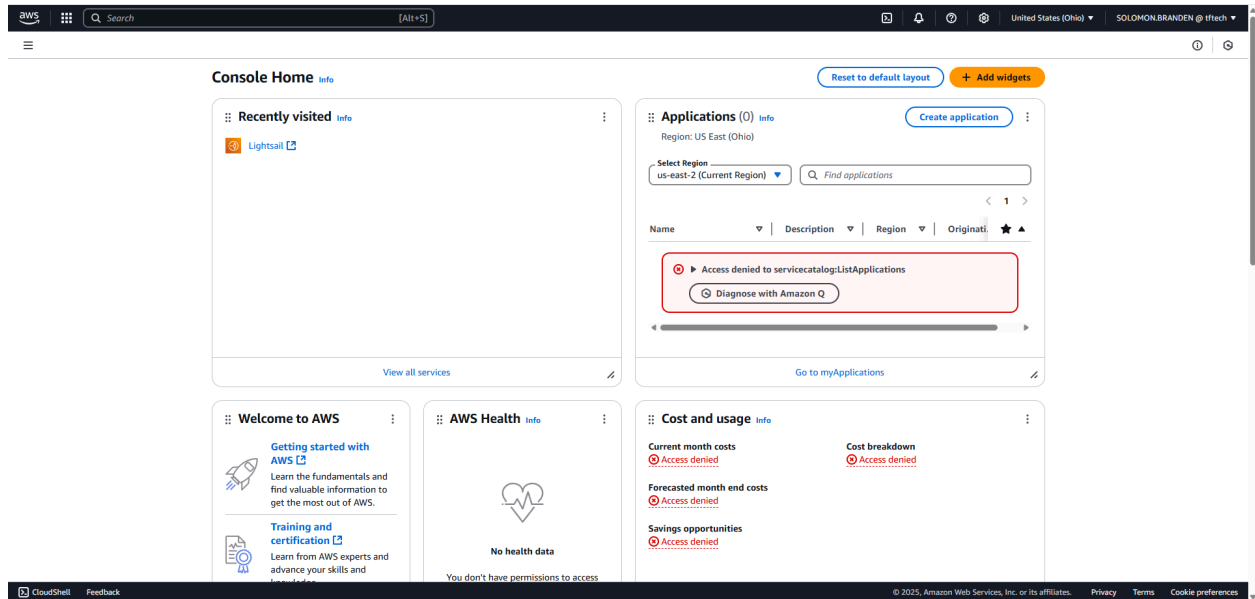 aws
Search [Alt+S]
United States (Ohio) ▼
SOLOMON.BRANDEN @ tftech ▼
Console Home Info
Reset to default layout
+ Add widgets
Recently visited Info
Lightsail
View all services
Applications (0) Info
Create application
Region: US East (Ohio)
Select Region
us-east-2 (Current Region)
Find applications
1
Name
Description
Region
Originati.
Access denied to servicecatalog:ListApplications
Diagnose with Amazon Q
Go to myApplications
Welcome to AWS
Getting started with
AWS
Learn the fundamentals and
find valuable information to
get the most out of AWS.
Training and
certification
Learn from AWS experts and
advance your skills and
AWS Health Info
No health data
You don't have permissions to access
Cost and usage Info
Current month costs
Access denied
Cost breakdown
Access denied
Forecasted month end costs
Access denied
Savings opportunities
Access denied
CloudShell
Feedback
© 2025, Amazon Web Services, Inc. or its affiliates.
Privacy
Terms
Cookie preferences